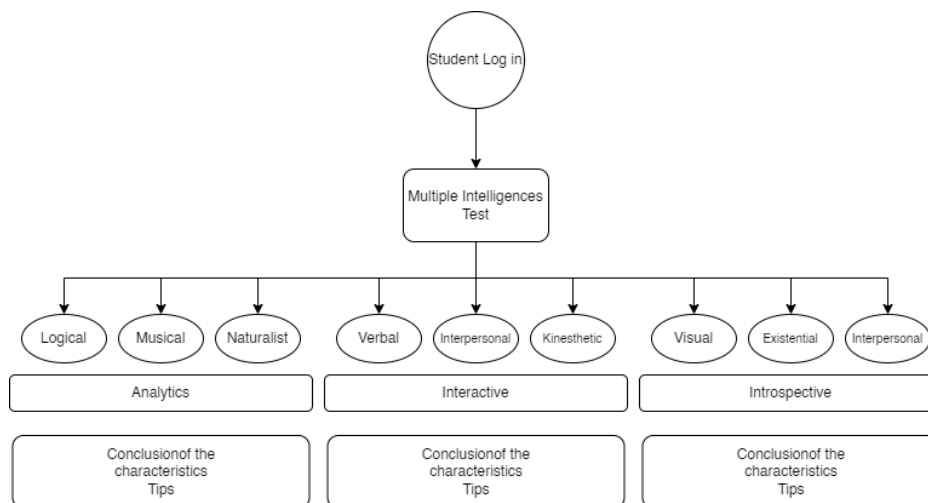 Student Log in
Multiple Intelligences
Test
Logical
Musical
Naturalist
Verbal
Interpersonal
Kinesthetic
Visual
Existential
Interpersonal
Analytics
Interactive
Introspective
Conclusionof the
characteristics
Tips
Conclusionof the
characteristics
Tips
Conclusionof the
characteristics
Tips